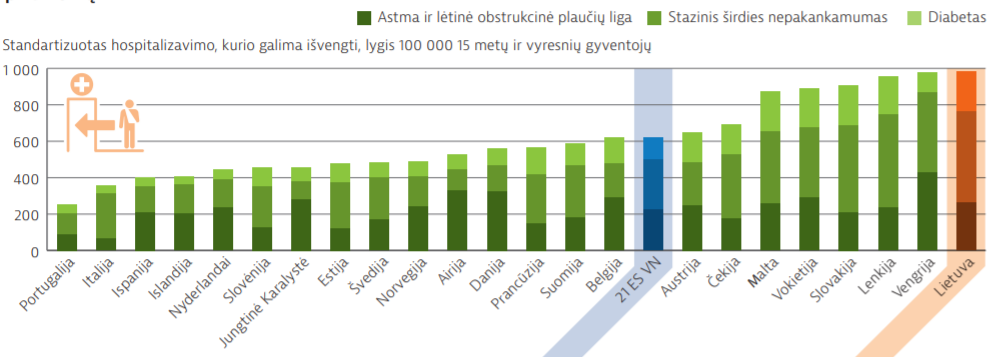 Astma ir lėtinė obstrukcinė plaučių liga
Stazinis širdies nepakankamumas
Diabetas
Standartizuotas hospitalizavimo, kurio galima išvengti, lygis 100 000 15 metų ir vyresnių gyventojų
1 000
800
600
400
200
0
Portugalija
Italija
Ispanija
Islandija
Nyderlandai
Slovėnija
Jungtinė Karalystė
Estija
Švedija
Norvegija
Airija
Danija
Prancūzija
Suomija
Belgija
21 ES VN
Austrija
Čekija
Malta
Vokietija
Slovakija
Lenkija
Vengrija
Lietuva